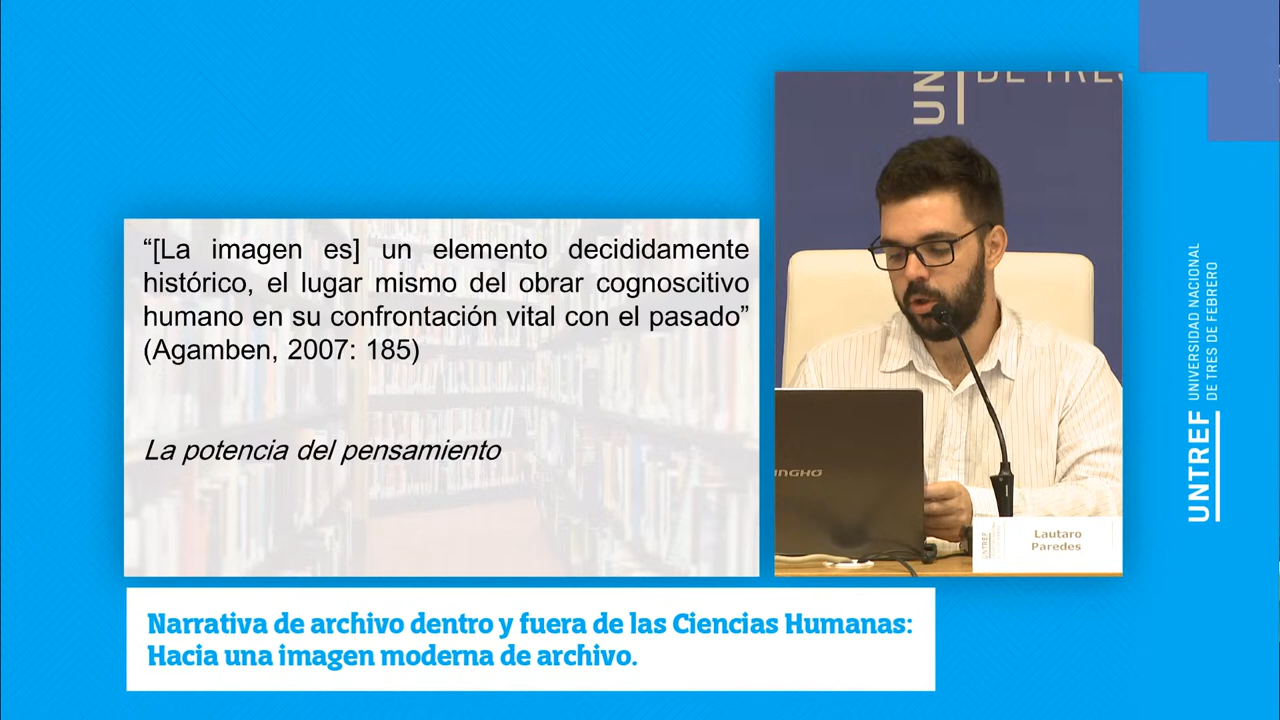 “[La imagen es] un elemento decididamente
histórico, el lugar mismo del obrar cognoscitivo
humano en su confrontación vital con el pasado”
(Agamben, 2007: 185)
La potencia del pensamiento
Lautaro
Paredes
UNTREF
Narrativa de archivo dentro y fuera de las Ciencias Humanas:
Hacia una imagen moderna de archivo.
UNTREF
UNIVERSIDAD NACIONAL
DE TRES DE FEBRERO